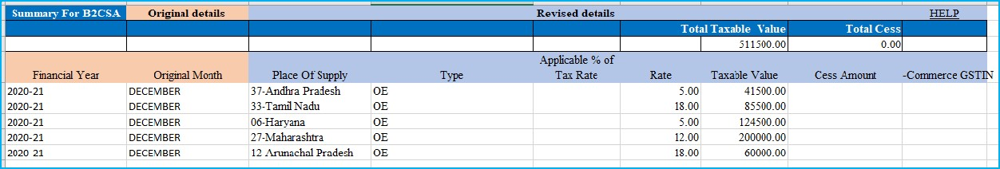 Summary For B2CSA Original details Revised details HELP
Total Taxable Value Total Cess
511500.00 0.00
Applicable % of
Financial Year Original Month Place Of Supply Type Tax Rate Rate Taxable Value Cess Amount -Commerce GSTIN
2020-21 DECEMBER 37-Andhra Pradesh OE 5.00 41500.00
2020-21 DECEMBER 33-Tamil Nadu OE 18.00 85500.00
2020-21 DECEMBER 06-Haryana OE 5.00 124500.00
2020-21 DECEMBER 27-Maharashtra OE 12.00 200000.00
2020-21 DECEMBER 12-Arunachal Pradesh OE 18.00 60000.00